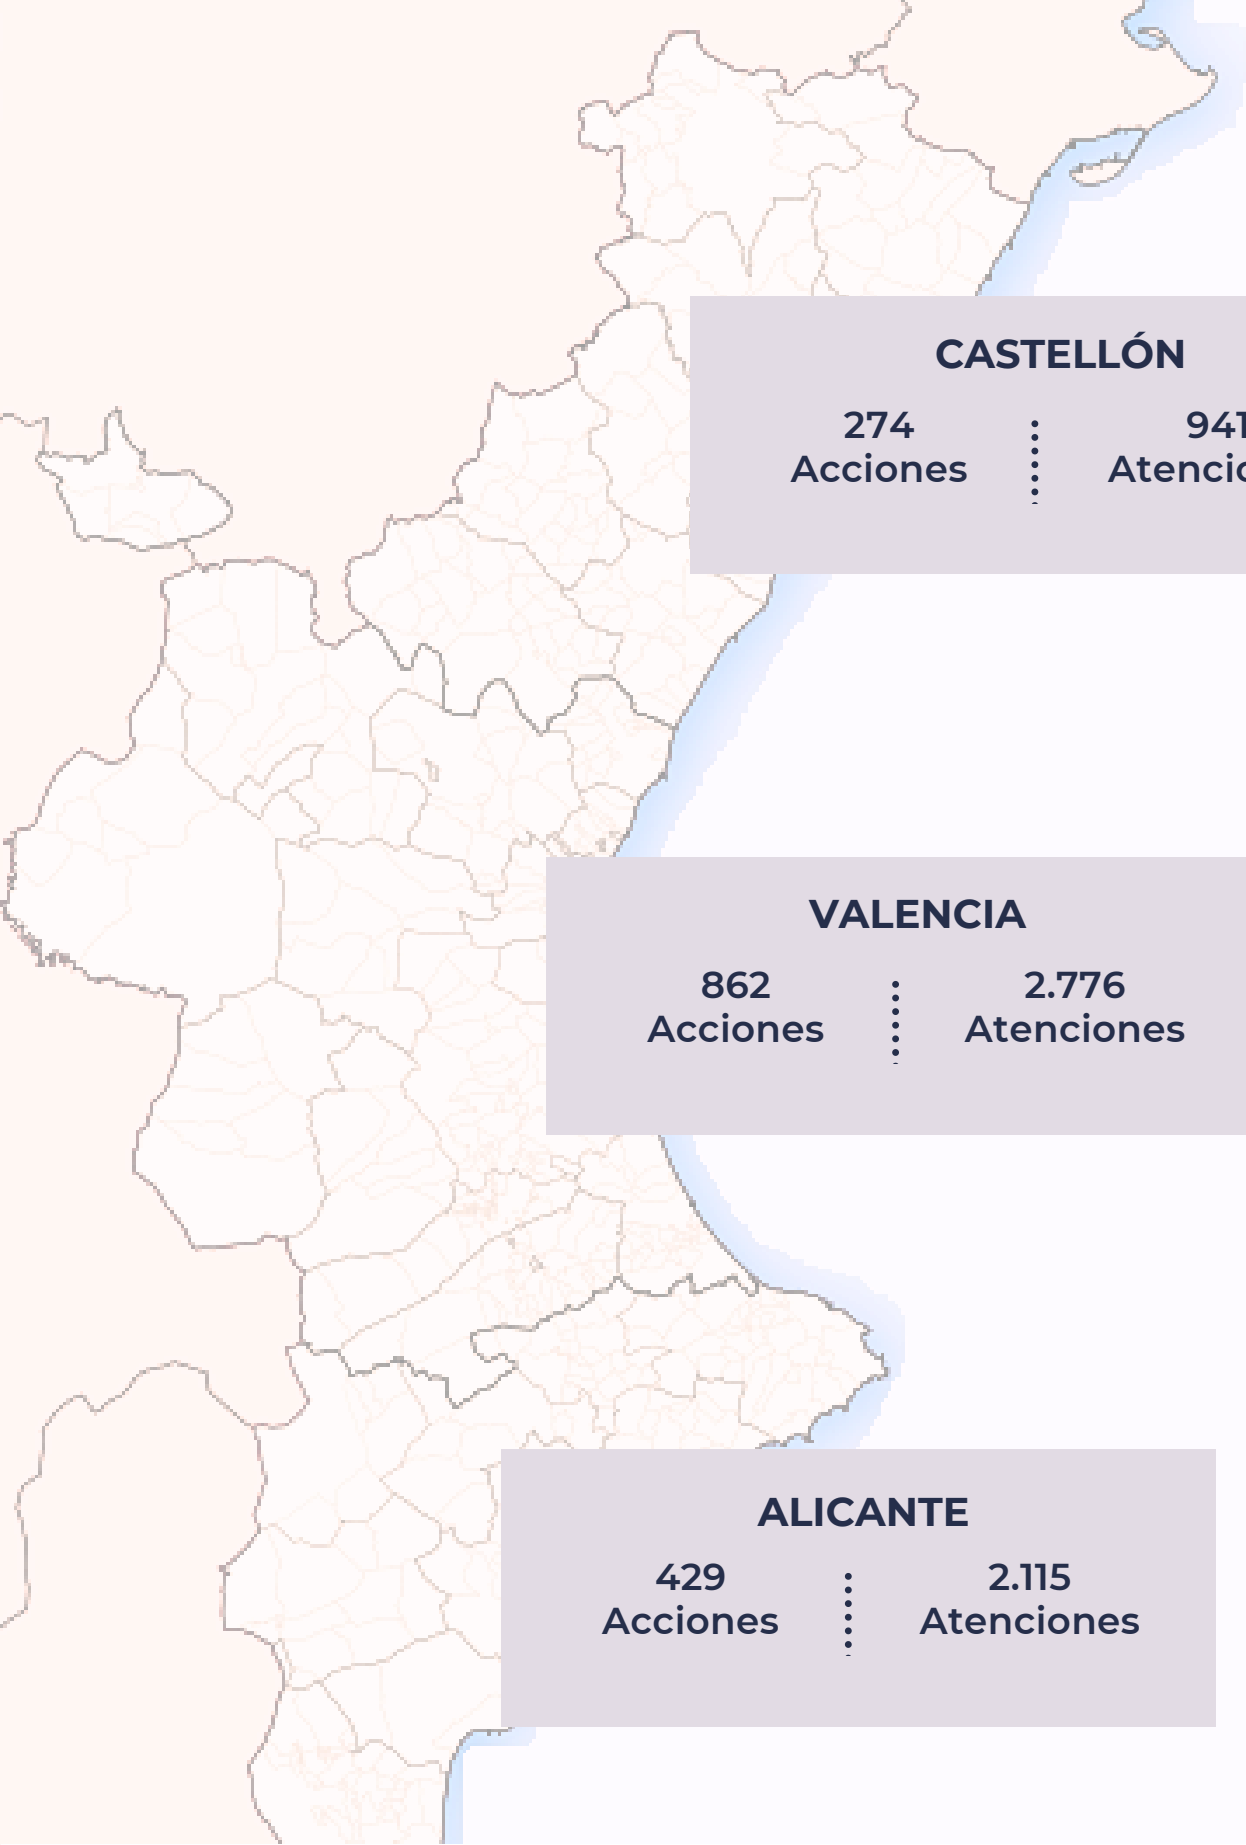 CASTELLÓN
274 941
Acciones
VALENCIA
862 2.776
Acciones Atenciones
ALICANTE
429 2.115
Acciones Atenciones